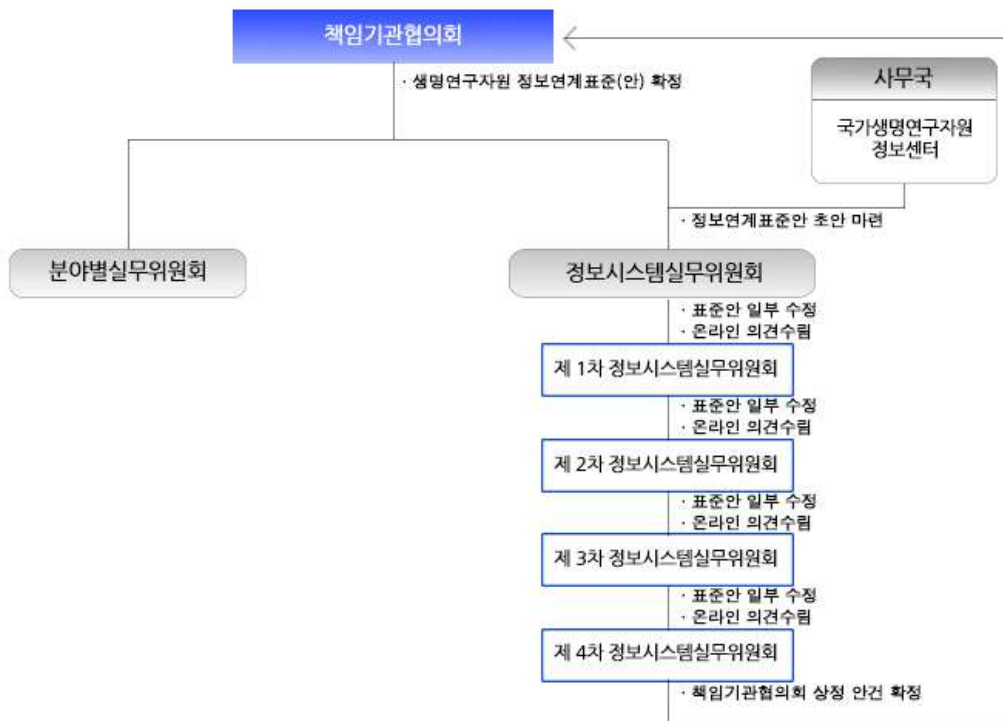 책임기관협의회
· 생명연구자원 정보연계표준(안) 확정
사무국
국가생명연구자원
정보센터
· 정보연계표준안 초안 마련
분야별실무위원회
정보시스템실무위원회
· 표준안 일부 수정
· 온라인 의견수립
제 1차 정보시스템실무위원회
· 표준안 일부 수정
· 온라인 의견수립
제 2차 정보시스템실무위원회
· 표준안 일부 수정
· 온라인 의견수립
제 3차 정보시스템실무위원회
· 표준안 일부 수정
· 온라인 의견수립
제 4차 정보시스템실무위원회
· 책임기관협의회 상정 안건 확정